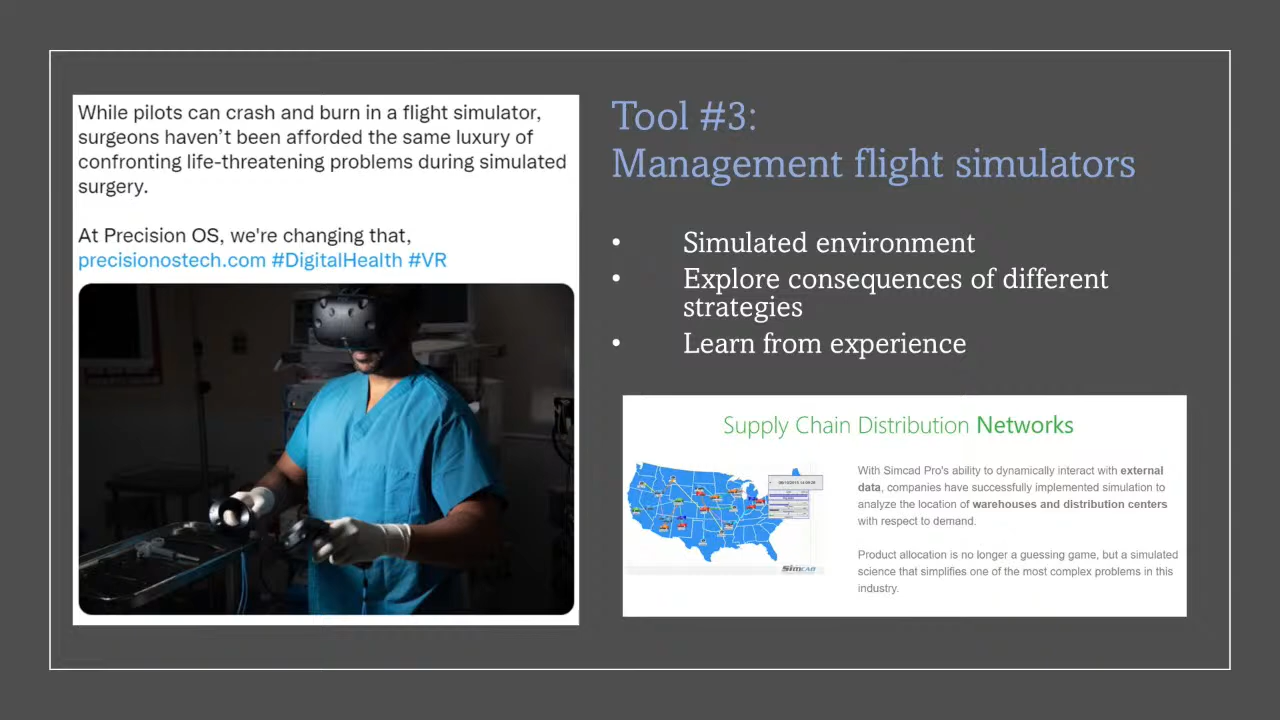 While pilots can crash and burn in a flight simulator,
surgeons haven't been afforded the same luxury of
confronting life-threatening problems during simulated
surgery.
At Precision OS, we're changing that,
precisionostech.com #DigitalHealth #VR
Tool #3:
Management flight simulators
• Simulated environment
• Explore consequences of different
strategies
• Learn from experience
Supply Chain Distribution Networks
With Simcad Pro's ability to dynamically interact with external
data, companies have successfully implemented simulation to
analyze the location of warehouses and distribution centers
with respect to demand.
Product allocation is no longer a guessing game, but a simulated
science that simplifies one of the most complex problems in this
industry.
SIMCAD